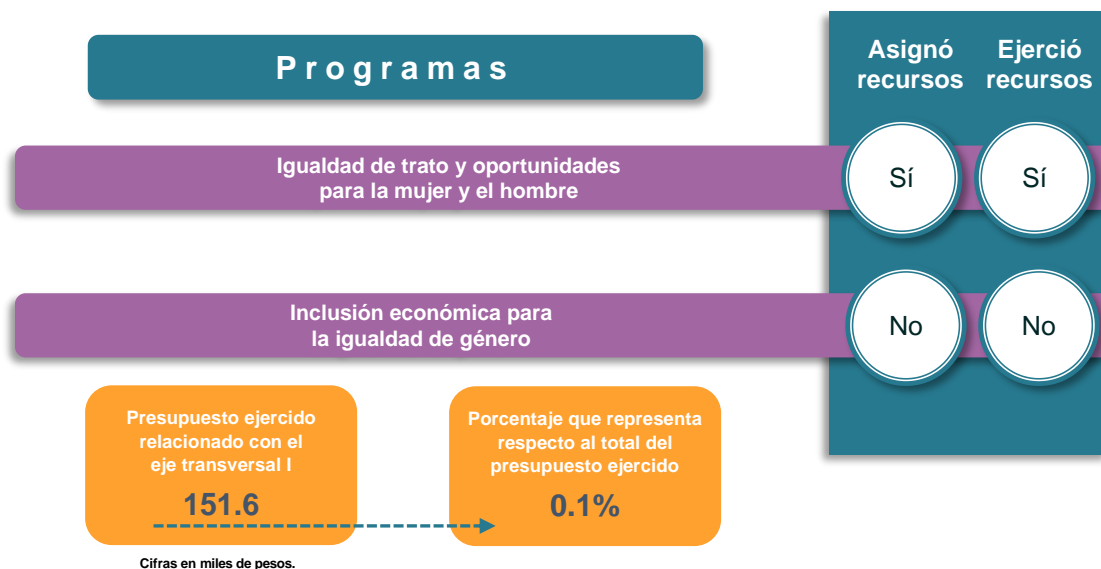 Programas
Asignó
recursos
Ejerció
recursos
Igualdad de trato y oportunidades
para la mujer y el hombre
Sí
Sí
Inclusión económica para
la igualdad de género
No
No
Presupuesto ejercido
relacionado con el
eje transversal I
151.6
Porcentaje que representa
respecto al total del
presupuesto ejercido
0.1%
Cifras en miles de pesos.